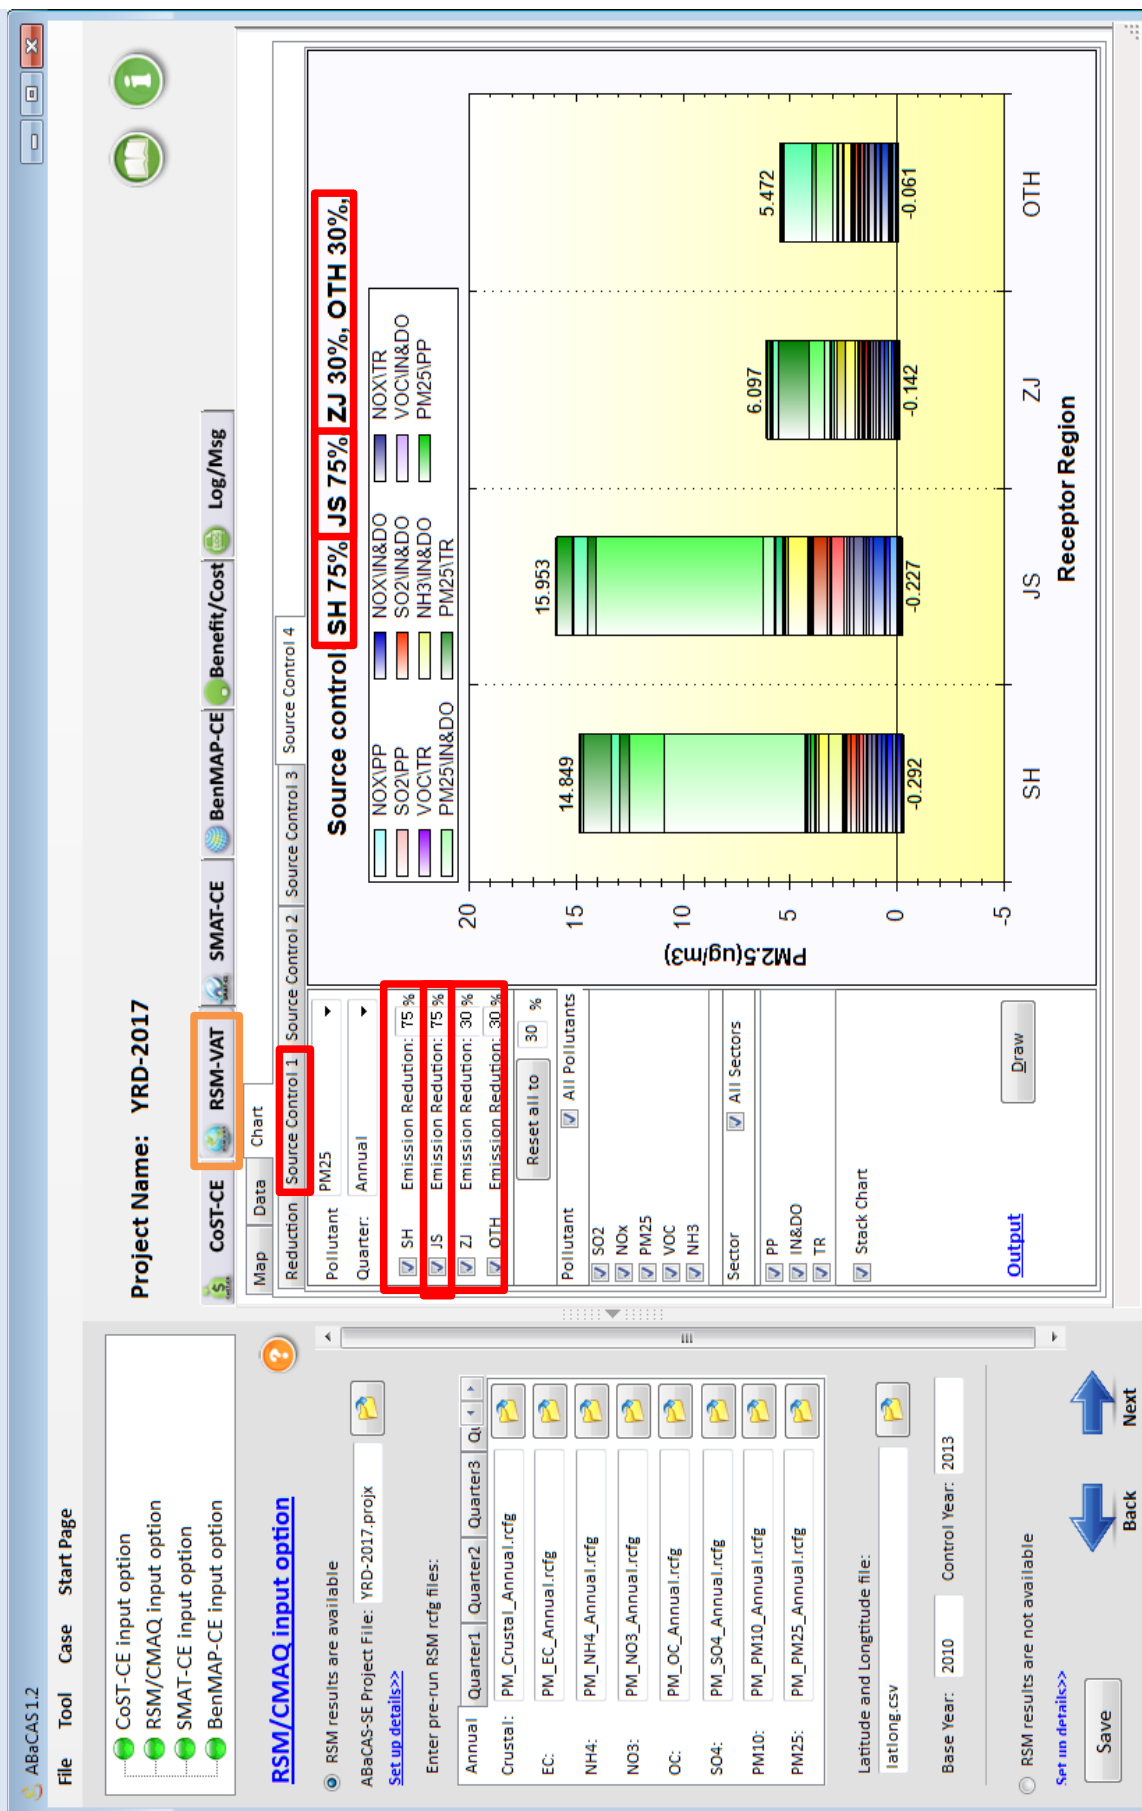 ABaCAS 1.2
File Tool Case Start Page
CoST-CE input option
RSM/CMAQ input option
SMAT-CE input option
BenMAP-CE input option
RSM/CMAQ input option
RSM results are available
ABaCAS-SE Project File: YRD-2017.projx
Set up details>>
Enter pre-run RSM rcfg files:
Annual Quarter1 Quarter2 Quarter3 Qu
Crustal: PM_Crustal_Annual.rcfg
EC: PM_EC_Annual.rcfg
NH4: PM_NH4_Annual.rcfg
NO3: PM_NO3_Annual.rcfg
OC: PM_OC_Annual.rcfg
SO4: PM_SO4_Annual.rcfg
PM10: PM_PM10_Annual.rcfg
PM25: PM_PM25_Annual.rcfg
Latitude and Longtitude file:
latlong.csv
Base Year: 2010 Control Year: 2013
RSM results are not available
Set up details>>
Save Back Next
Project Name: YRD-2017
CoST-CE RSM-VAT SMAT-CE BenMAP-CE Benefit/Cost Log/Msg
Map Data Chart
Reduction Source Control 1 Source Control 2 Source Control 3 Source Control 4
Pollutant PM25
Quarter: Annual
SH Emission Redution: 75 %
JS Emission Redution: 75 %
ZJ Emission Redution: 30 %
OTH Emission Redution: 30 %
Reset all to 30 %
Pollutant All Pollutants
SO2
NOx
PM25
VOC
NH3
Sector All Sectors
PP
IN&DO
TR
Stack Chart
Output Draw
Source control: SH 75% JS 75% ZJ 30%, OTH 30%,
NOX\PP NOX\IN&DO NOX\TR
SO2\PP SO2\IN&DO VOC\IN&DO
VOC\TR NH3\IN&DO PM25\PP
PM25\IN&DO PM25\TR
PM2.5(ug/m3)
20
15
10
5
0
-5
14.849
-0.292
15.953
-0.227
6.097
-0.142
5.472
-0.061
SH JS ZJ OTH
Receptor Region